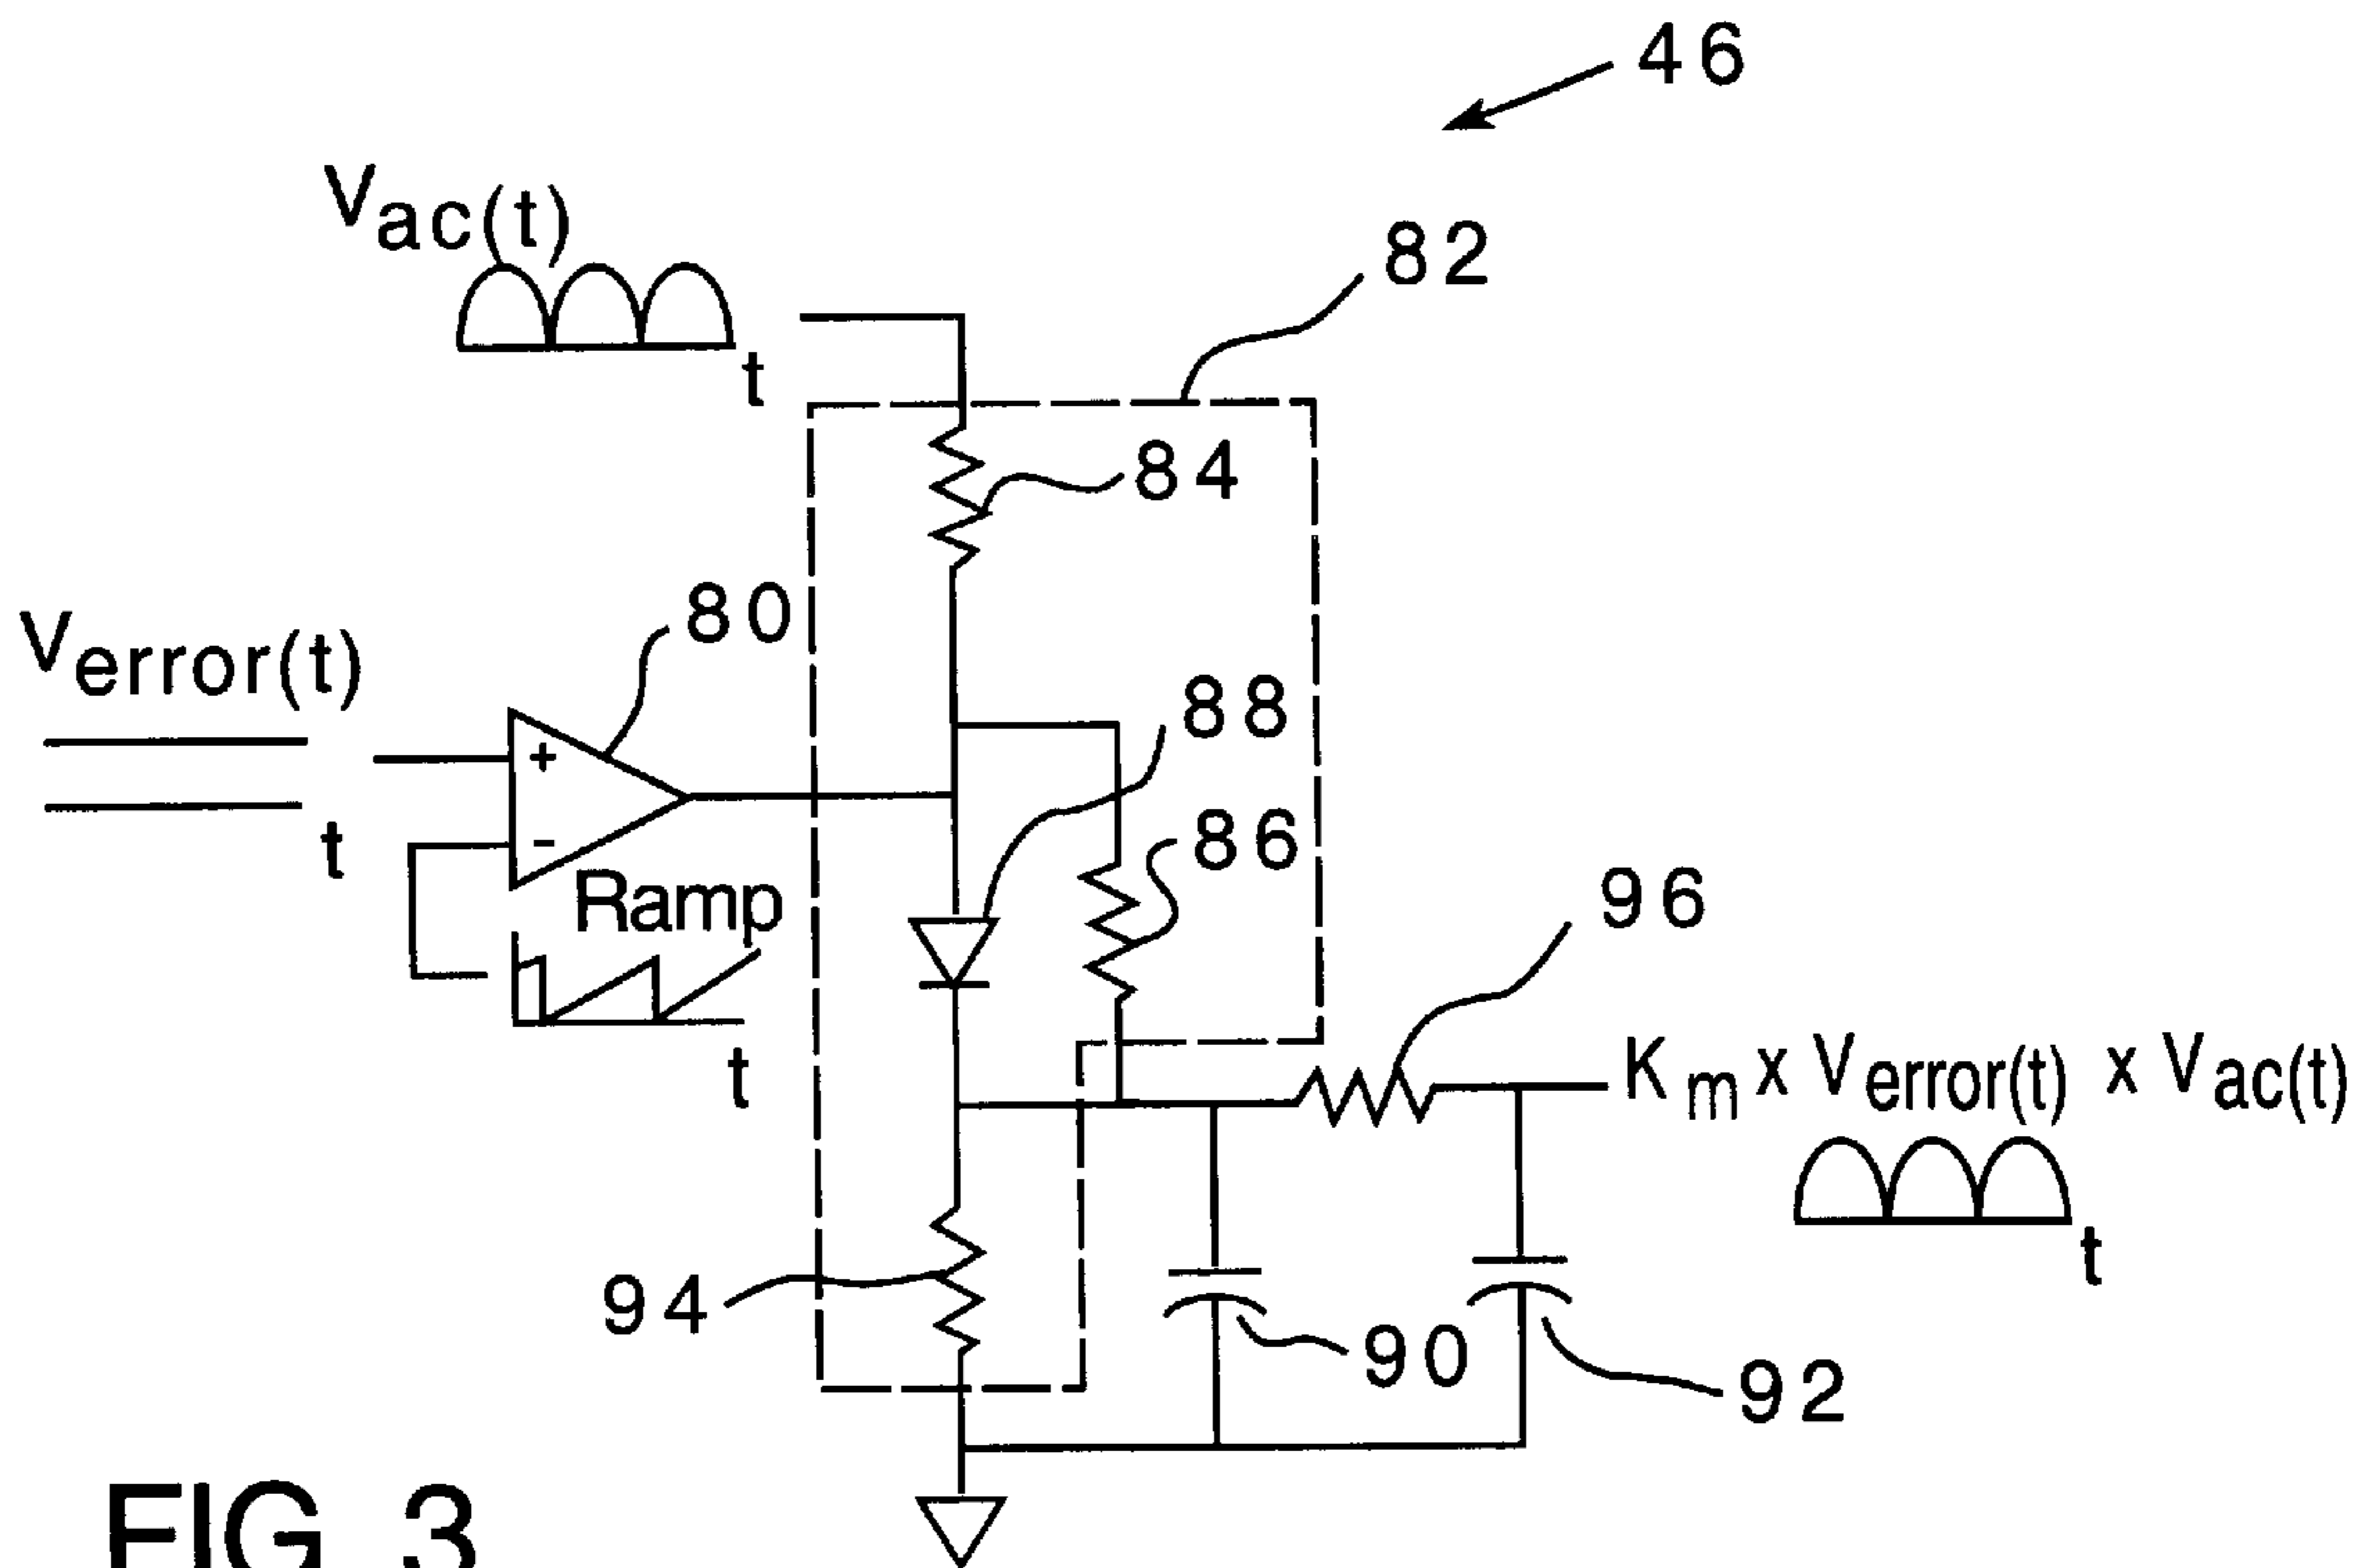 46
Vac(t)
82
t
84
80
Verror(t)
88
+
86
t
-
Ramp
96
t
Km x Verror(t) x Vac(t)
t
94
90
92
FIG. 3